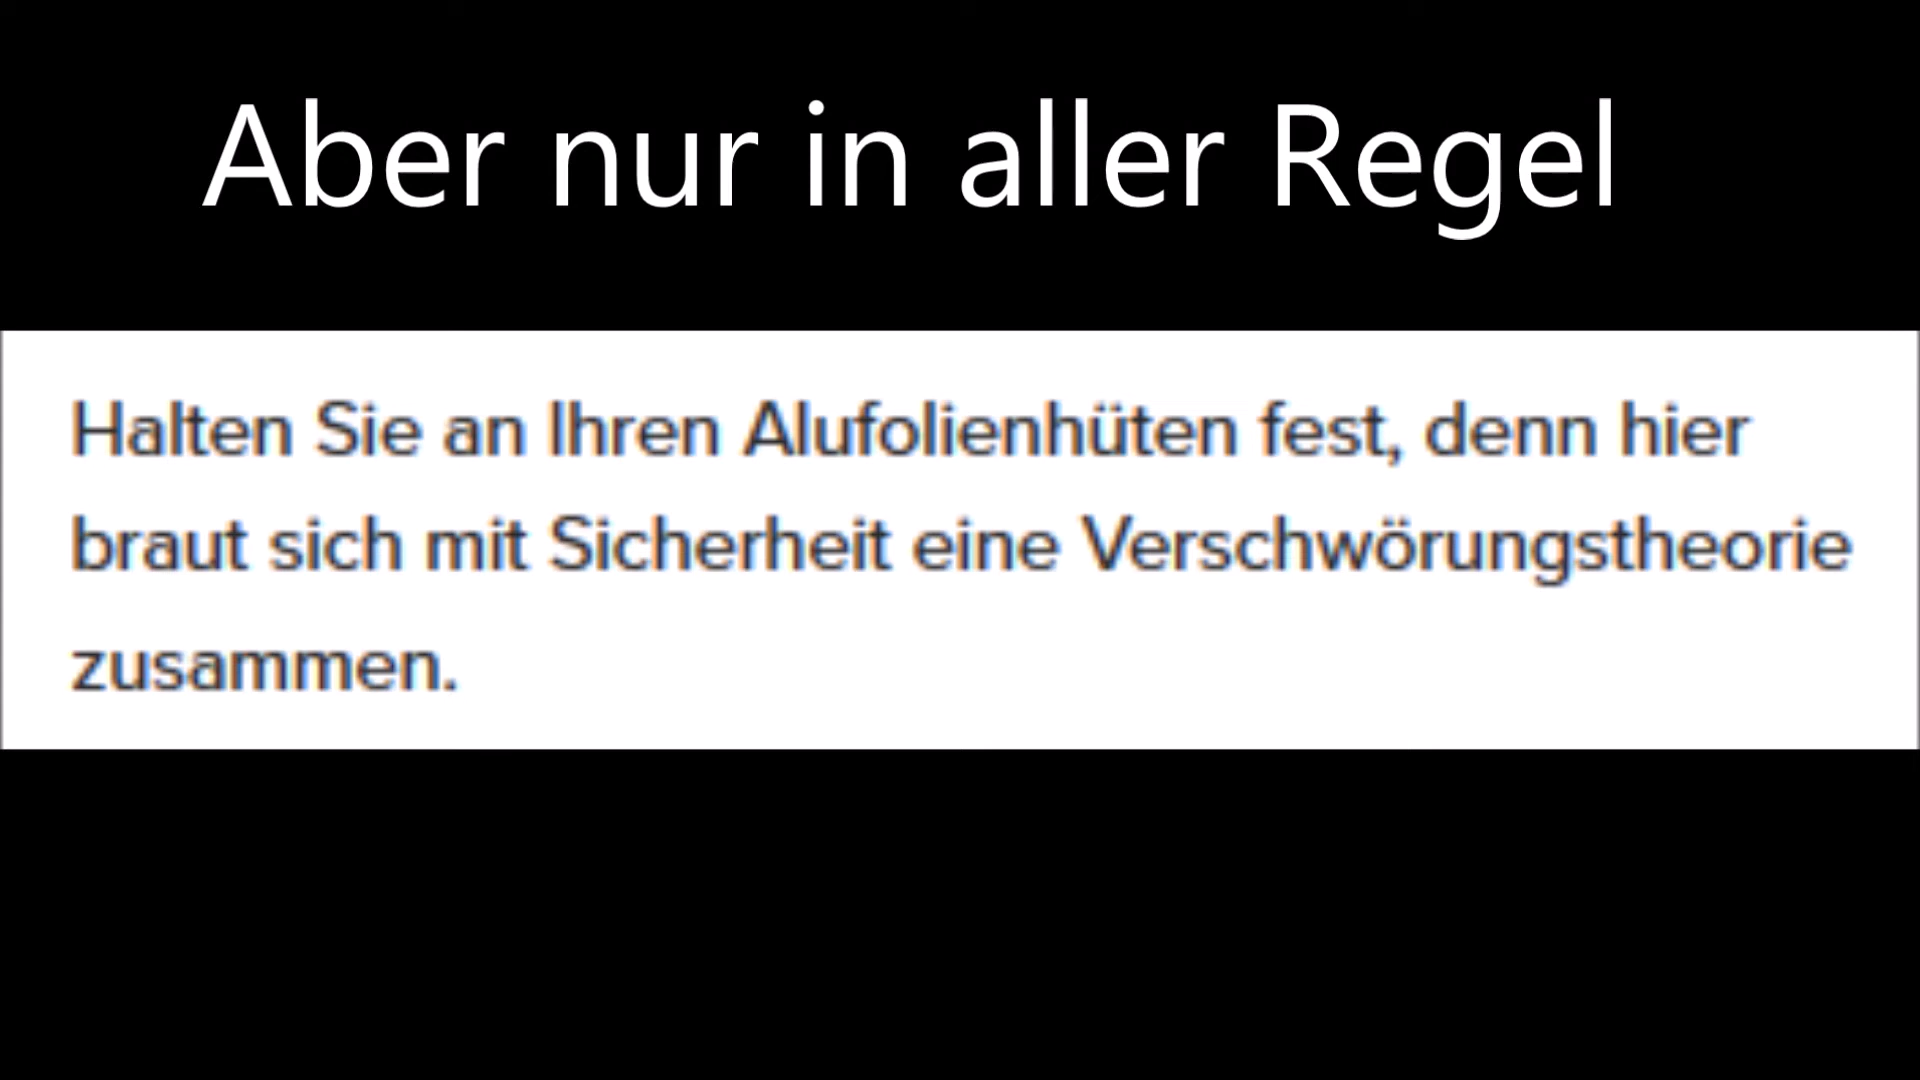 Aber nur in aller Regel
Halten Sie an Ihren Alufolienhüten fest, denn hier
braut sich mit Sicherheit eine Verschwörungstheorie
zusammen.